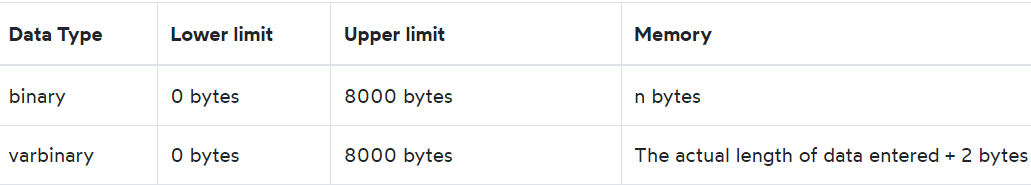 Data Type Lower limit Upper limit Memory
binary 0 bytes 8000 bytes n bytes
varbinary 0 bytes 8000 bytes The actual length of data entered + 2 bytes